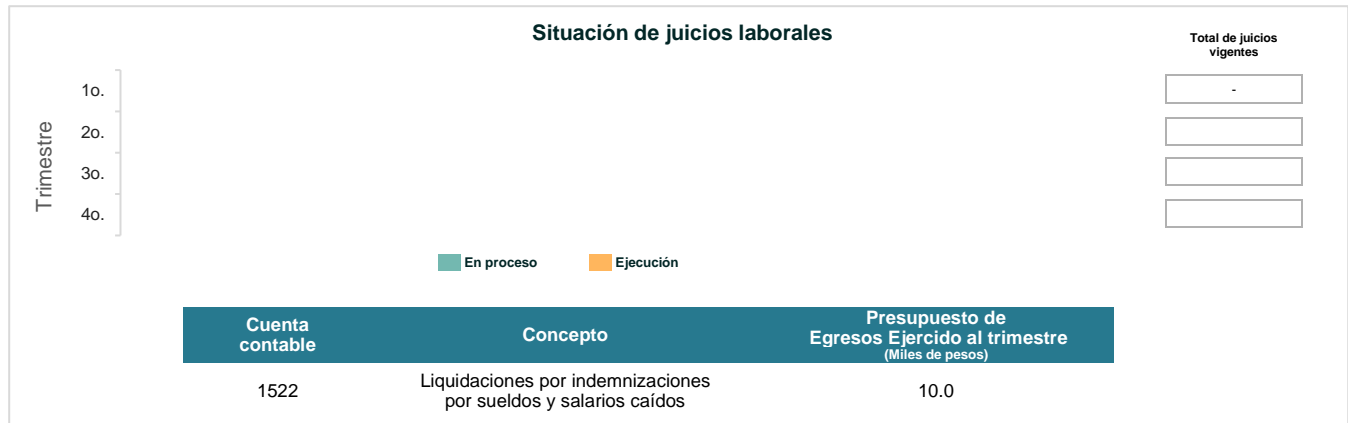 Situación de juicios laborales
Total de juicios
vigentes
Trimestre
1o.
-
2o.
3o.
4o.
En proceso
Ejecución
Cuenta
contable
Concepto
Presupuesto de
Egresos Ejercido al trimestre
(Miles de pesos)
1522
Liquidaciones por indemnizaciones
por sueldos y salarios caídos
10.0